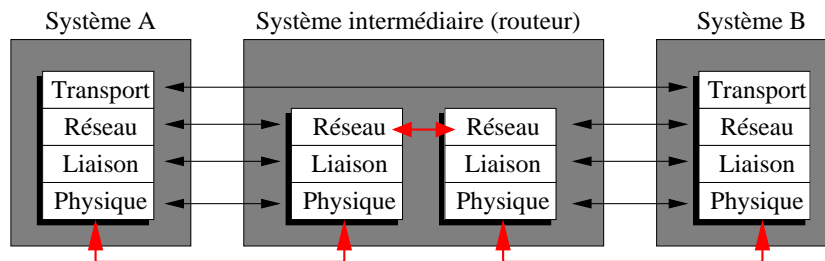 Système A
Système intermédiaire (routeur)
Système B
Transport
Réseau
Liaison
Physique
Réseau
Liaison
Physique
Réseau
Liaison
Physique
Transport
Réseau
Liaison
Physique